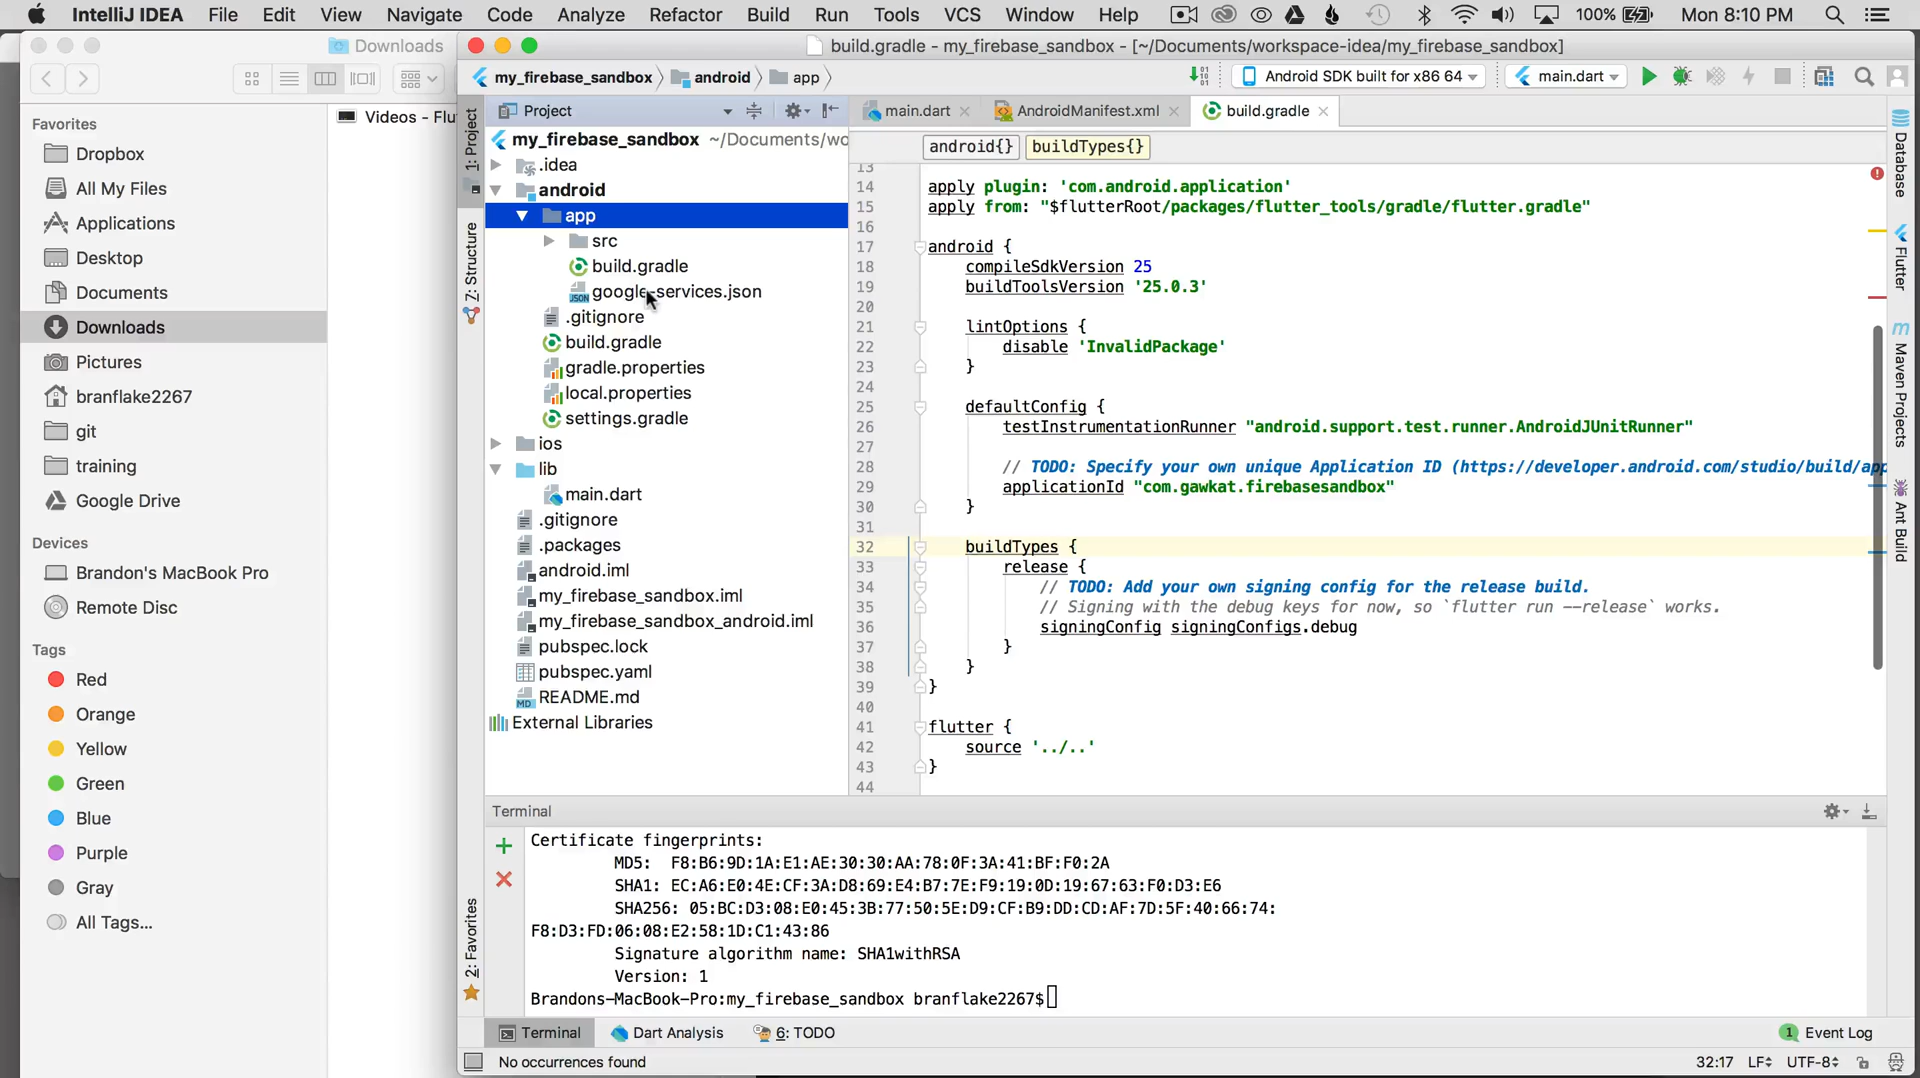 IntelliJ IDEA File Edit View Navigate Code Analyze Refactor Build Run Tools VCS Window Help 100% Mon 8:10 PM
Downloads
build.gradle - my_firebase_sandbox - [~/Documents/workspace-idea/my_firebase_sandbox]
my_firebase_sandbox android app
Android SDK built for x86 64 main.dart
Videos - Flu
Favorites
Dropbox
All My Files
Applications
Desktop
Documents
Downloads
Pictures
branflake2267
git
training
Google Drive
Devices
Brandon's MacBook Pro
Remote Disc
Tags
Red
Orange
Yellow
Green
Blue
Purple
Gray
All Tags...
1: Project
Z: Structure
2: Favorites
Project
my_firebase_sandbox ~/Documents/wo
.idea
android
app
src
build.gradle
google-services.json
.gitignore
build.gradle
gradle.properties
local.properties
settings.gradle
ios
lib
main.dart
.gitignore
.packages
android.iml
my_firebase_sandbox.iml
my_firebase_sandbox_android.iml
pubspec.lock
pubspec.yaml
README.md
External Libraries
main.dart AndroidManifest.xml build.gradle
android{} buildTypes{}
13
14 apply plugin: 'com.android.application'
15 apply from: "$flutterRoot/packages/flutter_tools/gradle/flutter.gradle"
16
17 android {
18 compileSdkVersion 25
19 buildToolsVersion '25.0.3'
20
21 lintOptions {
22 disable 'InvalidPackage'
23 }
24
25 defaultConfig {
26 testInstrumentationRunner "android.support.test.runner.AndroidJUnitRunner"
27
28 // TODO: Specify your own unique Application ID (https://developer.android.com/studio/build/app
29 applicationId "com.gawkat.firebasesandbox"
30 }
31
32 buildTypes {
33 release {
34 // TODO: Add your own signing config for the release build.
35 // Signing with the debug keys for now, so `flutter run --release` works.
36 signingConfig signingConfigs.debug
37 }
38 }
39 }
40
41 flutter {
42 source '../..'
43 }
44
Database
Flutter
Maven Projects
Ant Build
Terminal
Certificate fingerprints:
MD5: F8:B6:9D:1A:E1:AE:30:30:AA:78:0F:3A:41:BF:F0:2A
SHA1: EC:A6:E0:4E:CF:3A:D8:69:E4:B7:7E:F9:19:0D:19:67:63:F0:D3:E6
SHA256: 05:BC:D3:08:E0:45:3B:77:50:5E:D9:CF:B9:DD:CD:AF:7D:5F:40:66:74:
F8:D3:FD:06:08:E2:58:1D:C1:43:86
Signature algorithm name: SHA1withRSA
Version: 1
Brandons-MacBook-Pro:my_firebase_sandbox branflake2267$
Terminal Dart Analysis 6: TODO 1 Event Log
No occurrences found 32:17 LF UTF-8